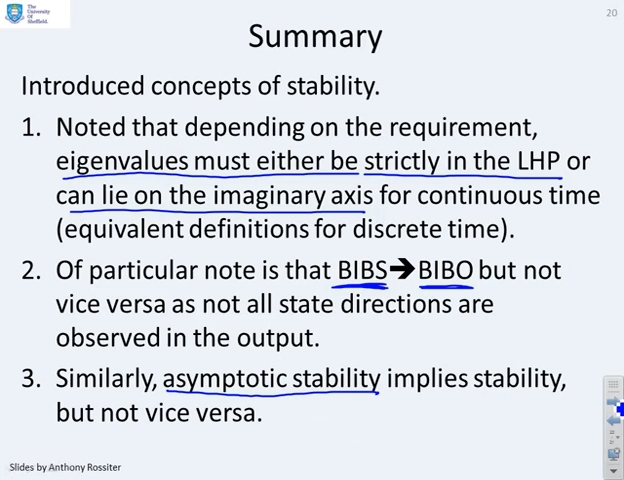 The
University
Of
Sheffield.
20
Summary
Introduced concepts of stability.
1. Noted that depending on the requirement,
eigenvalues must either be strictly in the LHP or
can lie on the imaginary axis for continuous time
(equivalent definitions for discrete time).
2. Of particular note is that BIBS➔BIBO but not
vice versa as not all state directions are
observed in the output.
3. Similarly, asymptotic stability implies stability,
but not vice versa.
Slides by Anthony Rossiter